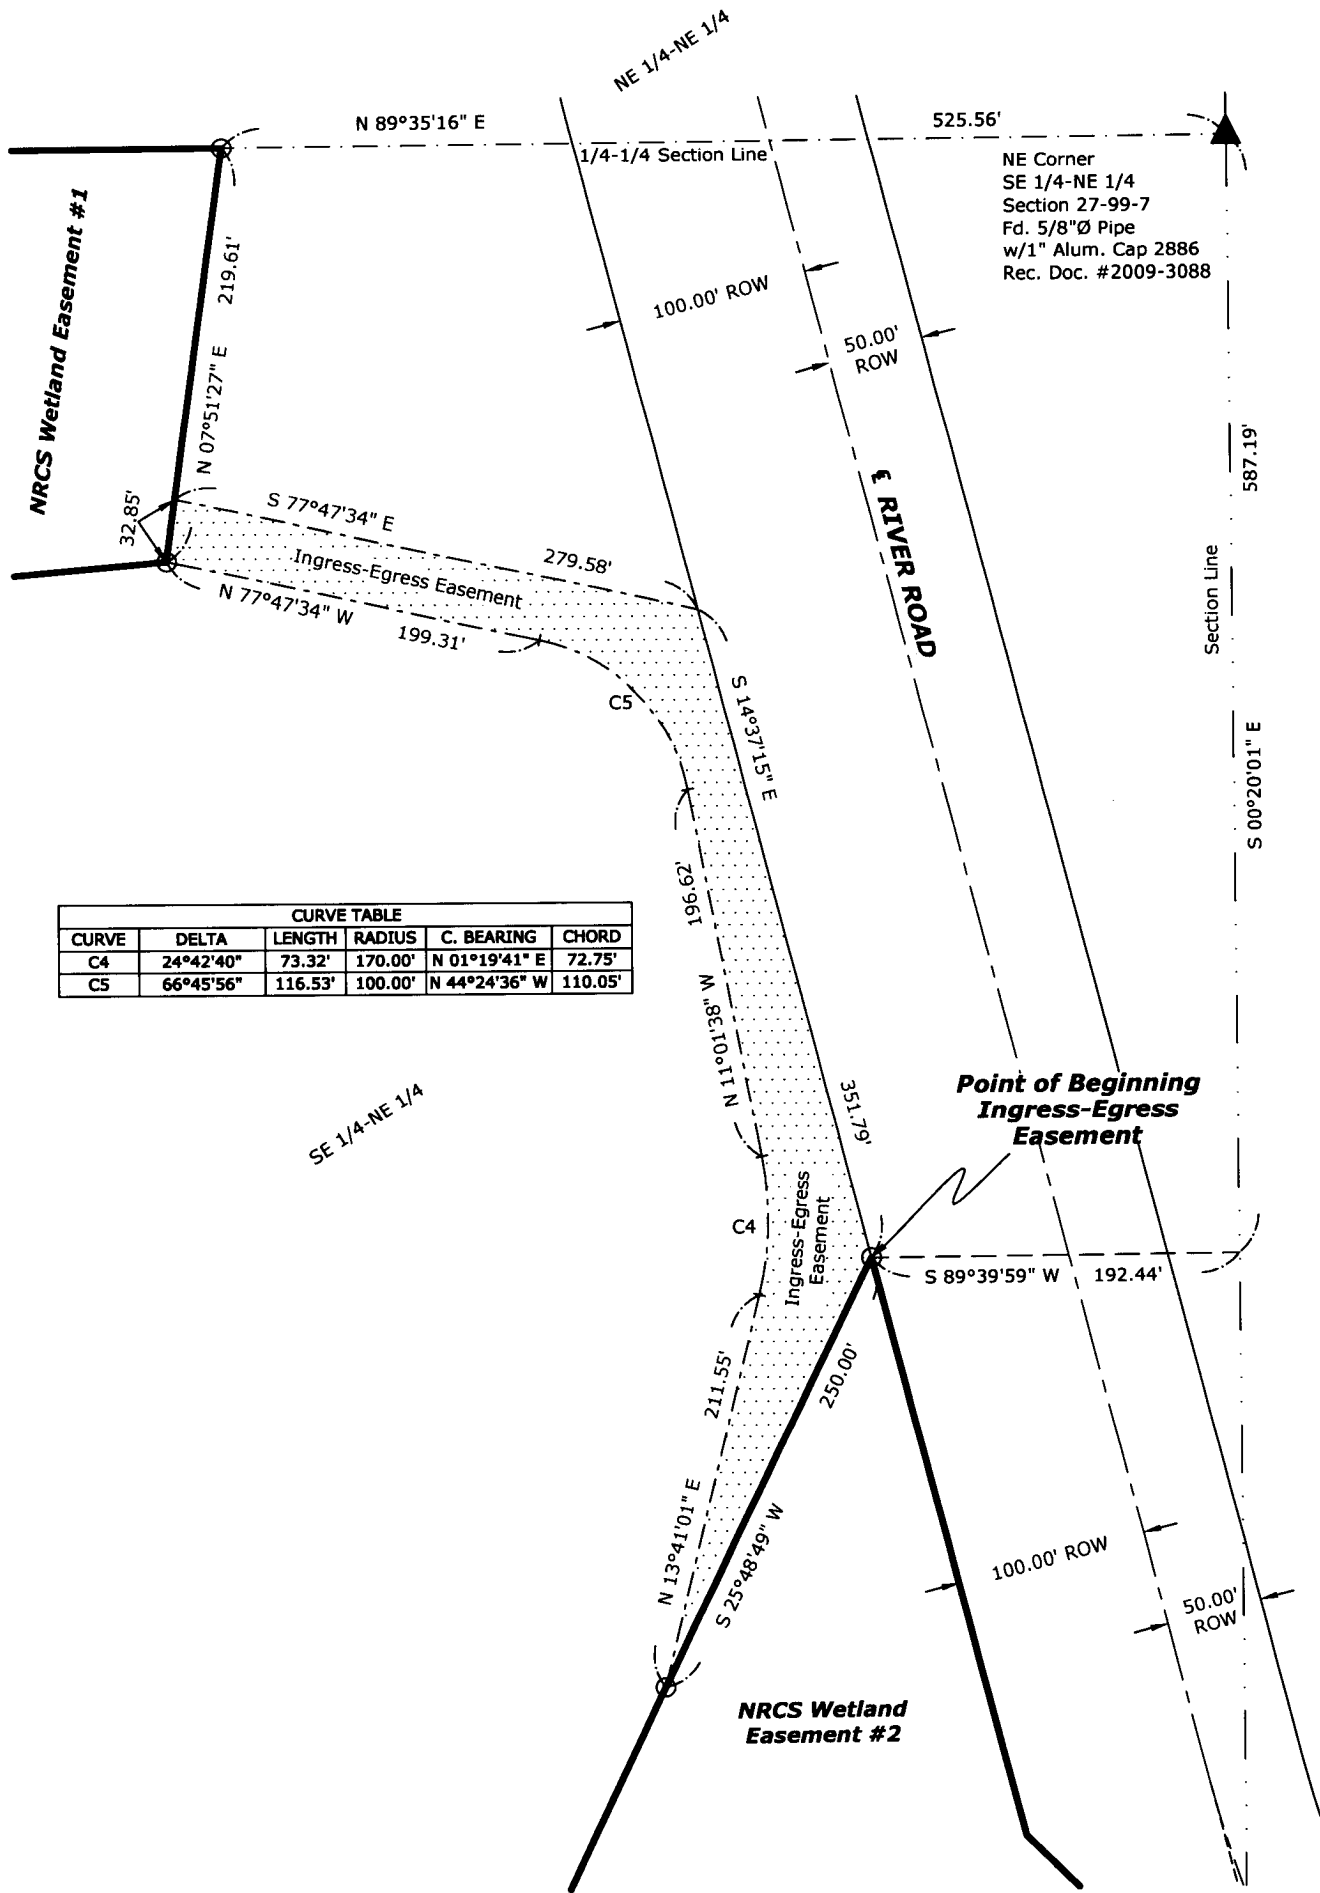 NE 1/4-NE 1/4
N 89°35'16" E
525.56'
1/4-1/4 Section Line
NE Corner
SE 1/4-NE 1/4
Section 27-99-7
Fd. 5/8"Ø Pipe
w/1" Alum. Cap 2886
Rec. Doc. #2009-3088
NRCS Wetland Easement #1
219.61'
N 07°51'27" E
32.85'
100.00' ROW
50.00'
ROW
℄ RIVER ROAD
587.19'
Section Line
S 00°20'01" E
S 77°47'34" E
279.58'
Ingress-Egress Easement
N 77°47'34" W
199.31'
C5
S 14°37'15" E
351.79'
196.62'
N 11°01'38" W
CURVE TABLE
CURVE DELTA LENGTH RADIUS C. BEARING CHORD
C4 24°42'40" 73.32' 170.00' N 01°19'41" E 72.75'
C5 66°45'56" 116.53' 100.00' N 44°24'36" W 110.05'
SE 1/4-NE 1/4
Point of Beginning
Ingress-Egress
Easement
C4
Ingress-Egress
Easement
S 89°39'59" W
192.44'
211.55'
N 13°41'01" E
250.00'
S 25°48'49" W
100.00' ROW
50.00'
ROW
NRCS Wetland
Easement #2